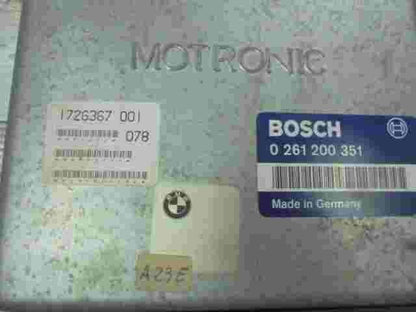 MOTRONIC
1726367 001
078
BOSCH
0 261 200 351
Made in Germany
A23E